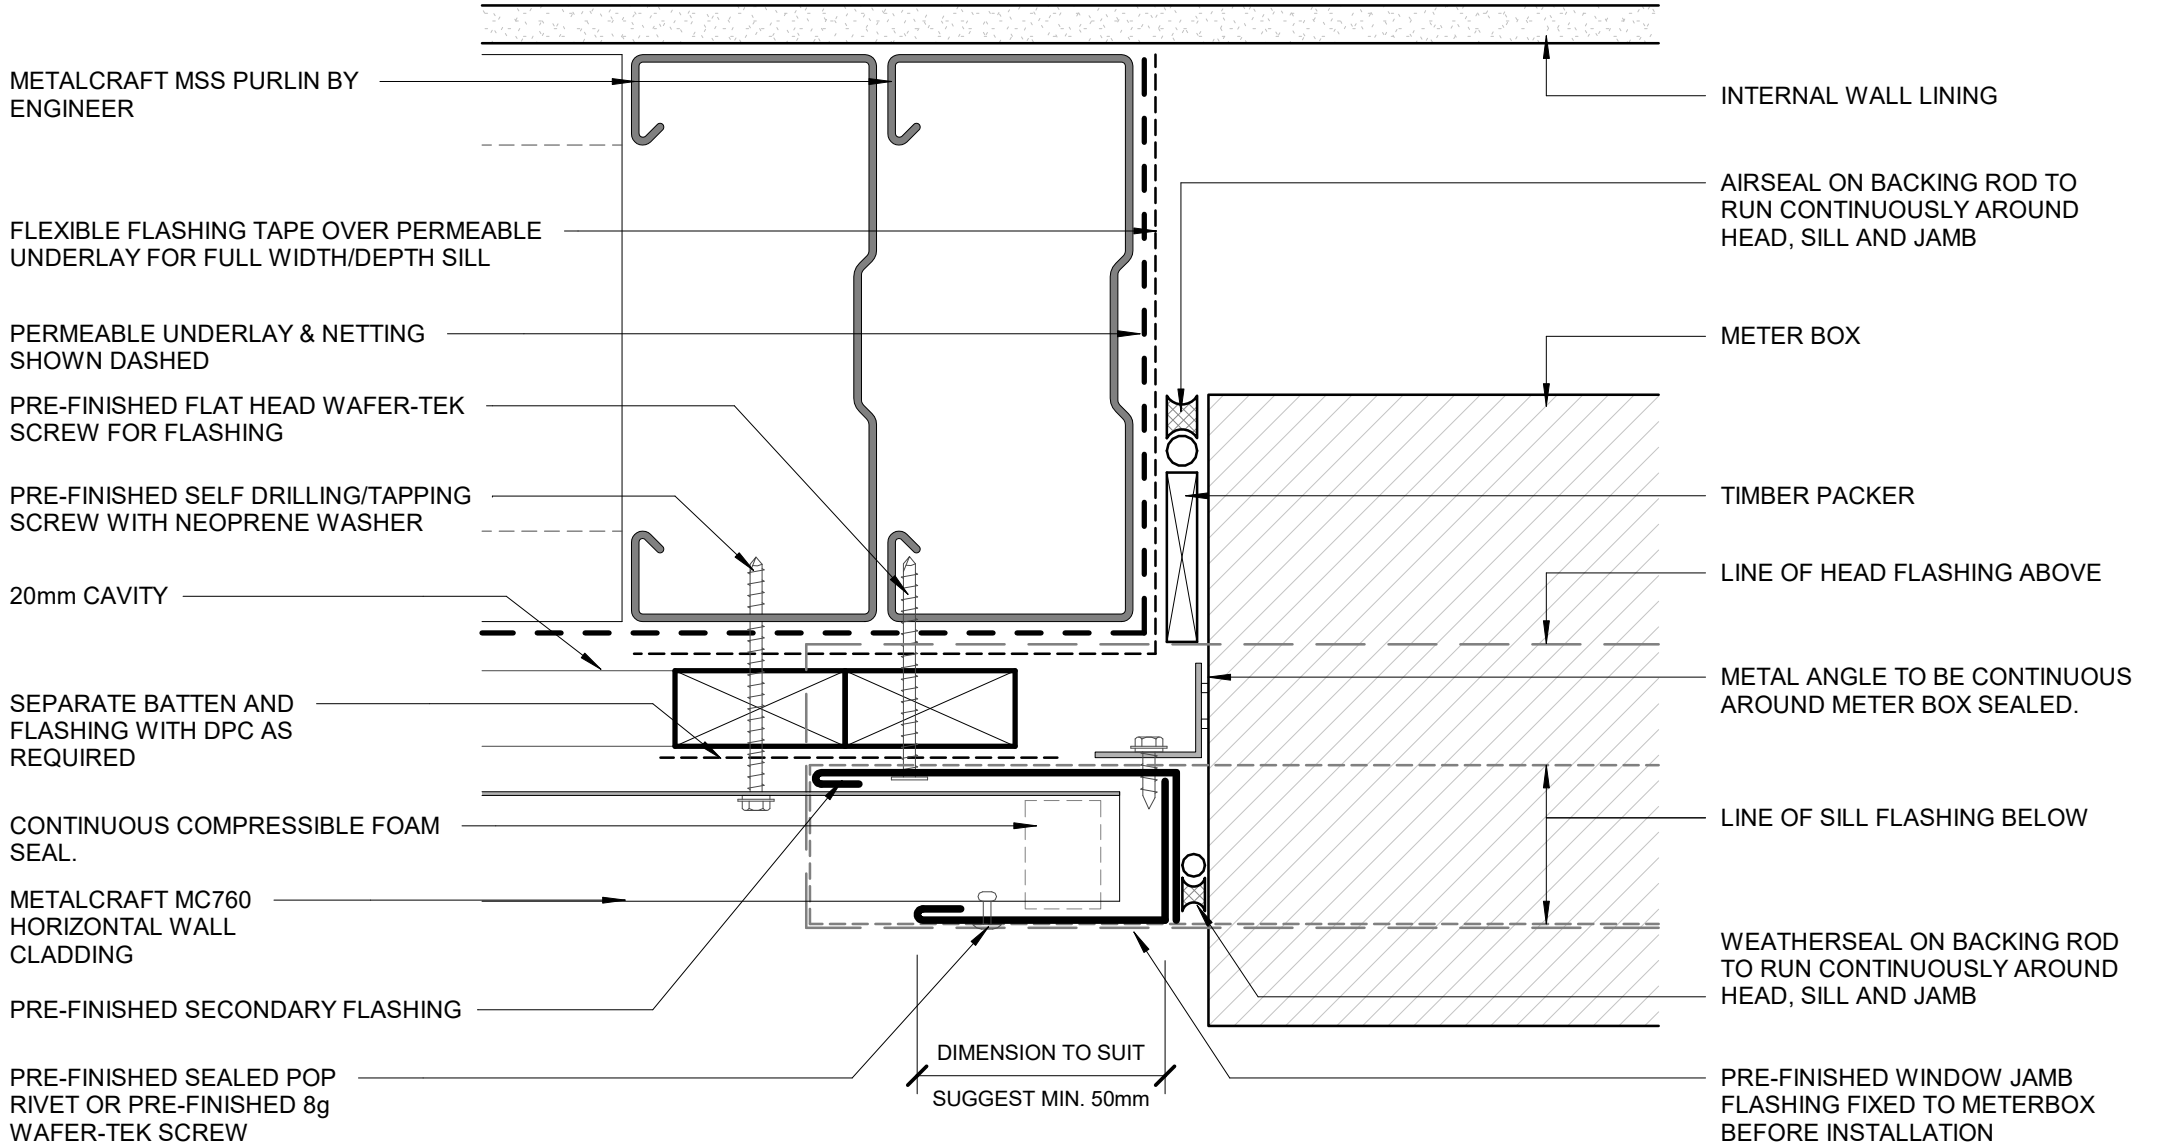 METALCRAFT MSS PURLIN BY
ENGINEER
FLEXIBLE FLASHING TAPE OVER PERMEABLE
UNDERLAY FOR FULL WIDTH/DEPTH SILL
PERMEABLE UNDERLAY & NETTING
SHOWN DASHED
PRE-FINISHED FLAT HEAD WAFER-TEK
SCREW FOR FLASHING
PRE-FINISHED SELF DRILLING/TAPPING
SCREW WITH NEOPRENE WASHER
20mm CAVITY
SEPARATE BATTEN AND
FLASHING WITH DPC AS
REQUIRED
CONTINUOUS COMPRESSIBLE FOAM
SEAL.
METALCRAFT MC760
HORIZONTAL WALL
CLADDING
PRE-FINISHED SECONDARY FLASHING
PRE-FINISHED SEALED POP
RIVET OR PRE-FINISHED 8g
WAFER-TEK SCREW
DIMENSION TO SUIT
SUGGEST MIN. 50mm
INTERNAL WALL LINING
AIRSEAL ON BACKING ROD TO
RUN CONTINUOUSLY AROUND
HEAD, SILL AND JAMB
METER BOX
TIMBER PACKER
LINE OF HEAD FLASHING ABOVE
METAL ANGLE TO BE CONTINUOUS
AROUND METER BOX SEALED.
LINE OF SILL FLASHING BELOW
WEATHERSEAL ON BACKING ROD
TO RUN CONTINUOUSLY AROUND
HEAD, SILL AND JAMB
PRE-FINISHED WINDOW JAMB
FLASHING FIXED TO METERBOX
BEFORE INSTALLATION